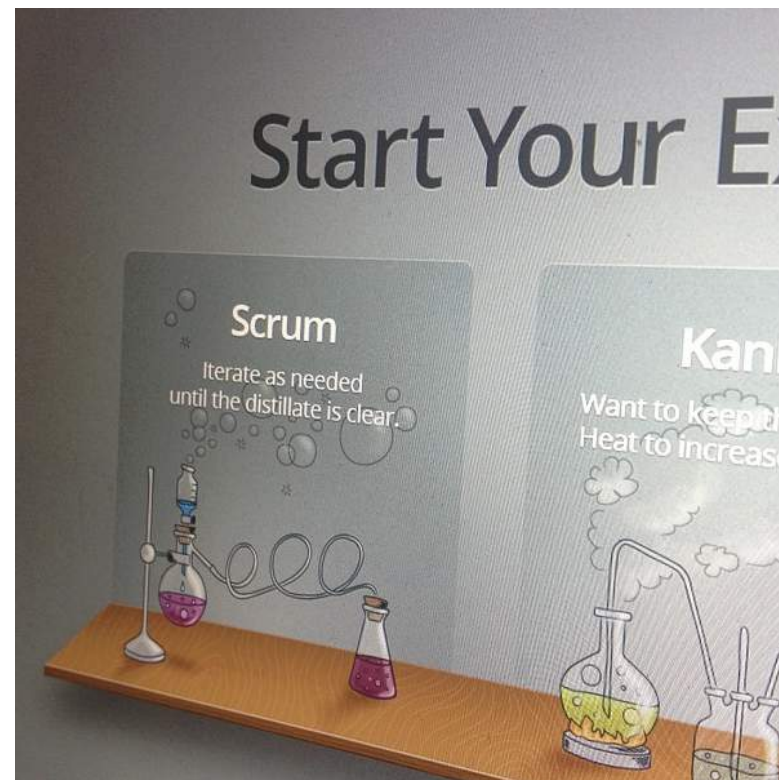 Start Your
Scrum
Iterate as needed
until the distillate is clear.
Want to keep
Heat to